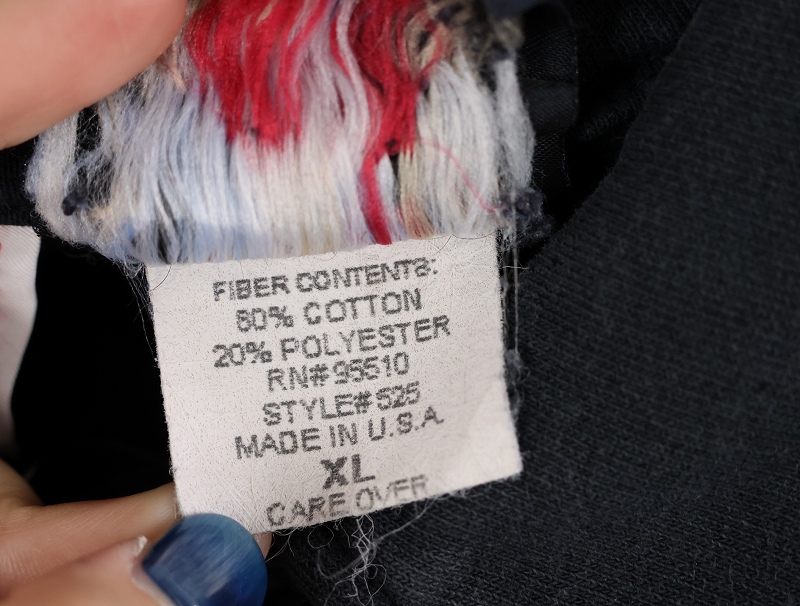 FIBER CONTENTS:
80% COTTON
20% POLYESTER
RN# 95510
STYLE# 525
MADE IN U.S.A.
XL
CARE OVER